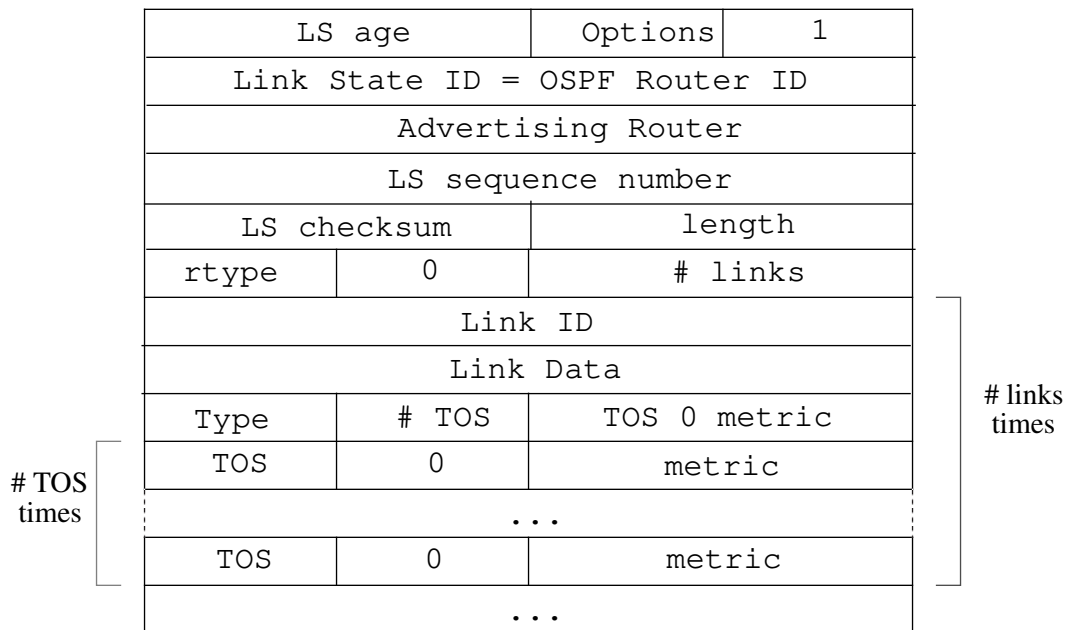 LS age Options 1
Link State ID = OSPF Router ID
Advertising Router
LS sequence number
LS checksum length
rtype 0 # links
Link ID
Link Data
Type # TOS TOS 0 metric
TOS 0 metric
...
TOS 0 metric
...
# TOS
times
# links
times